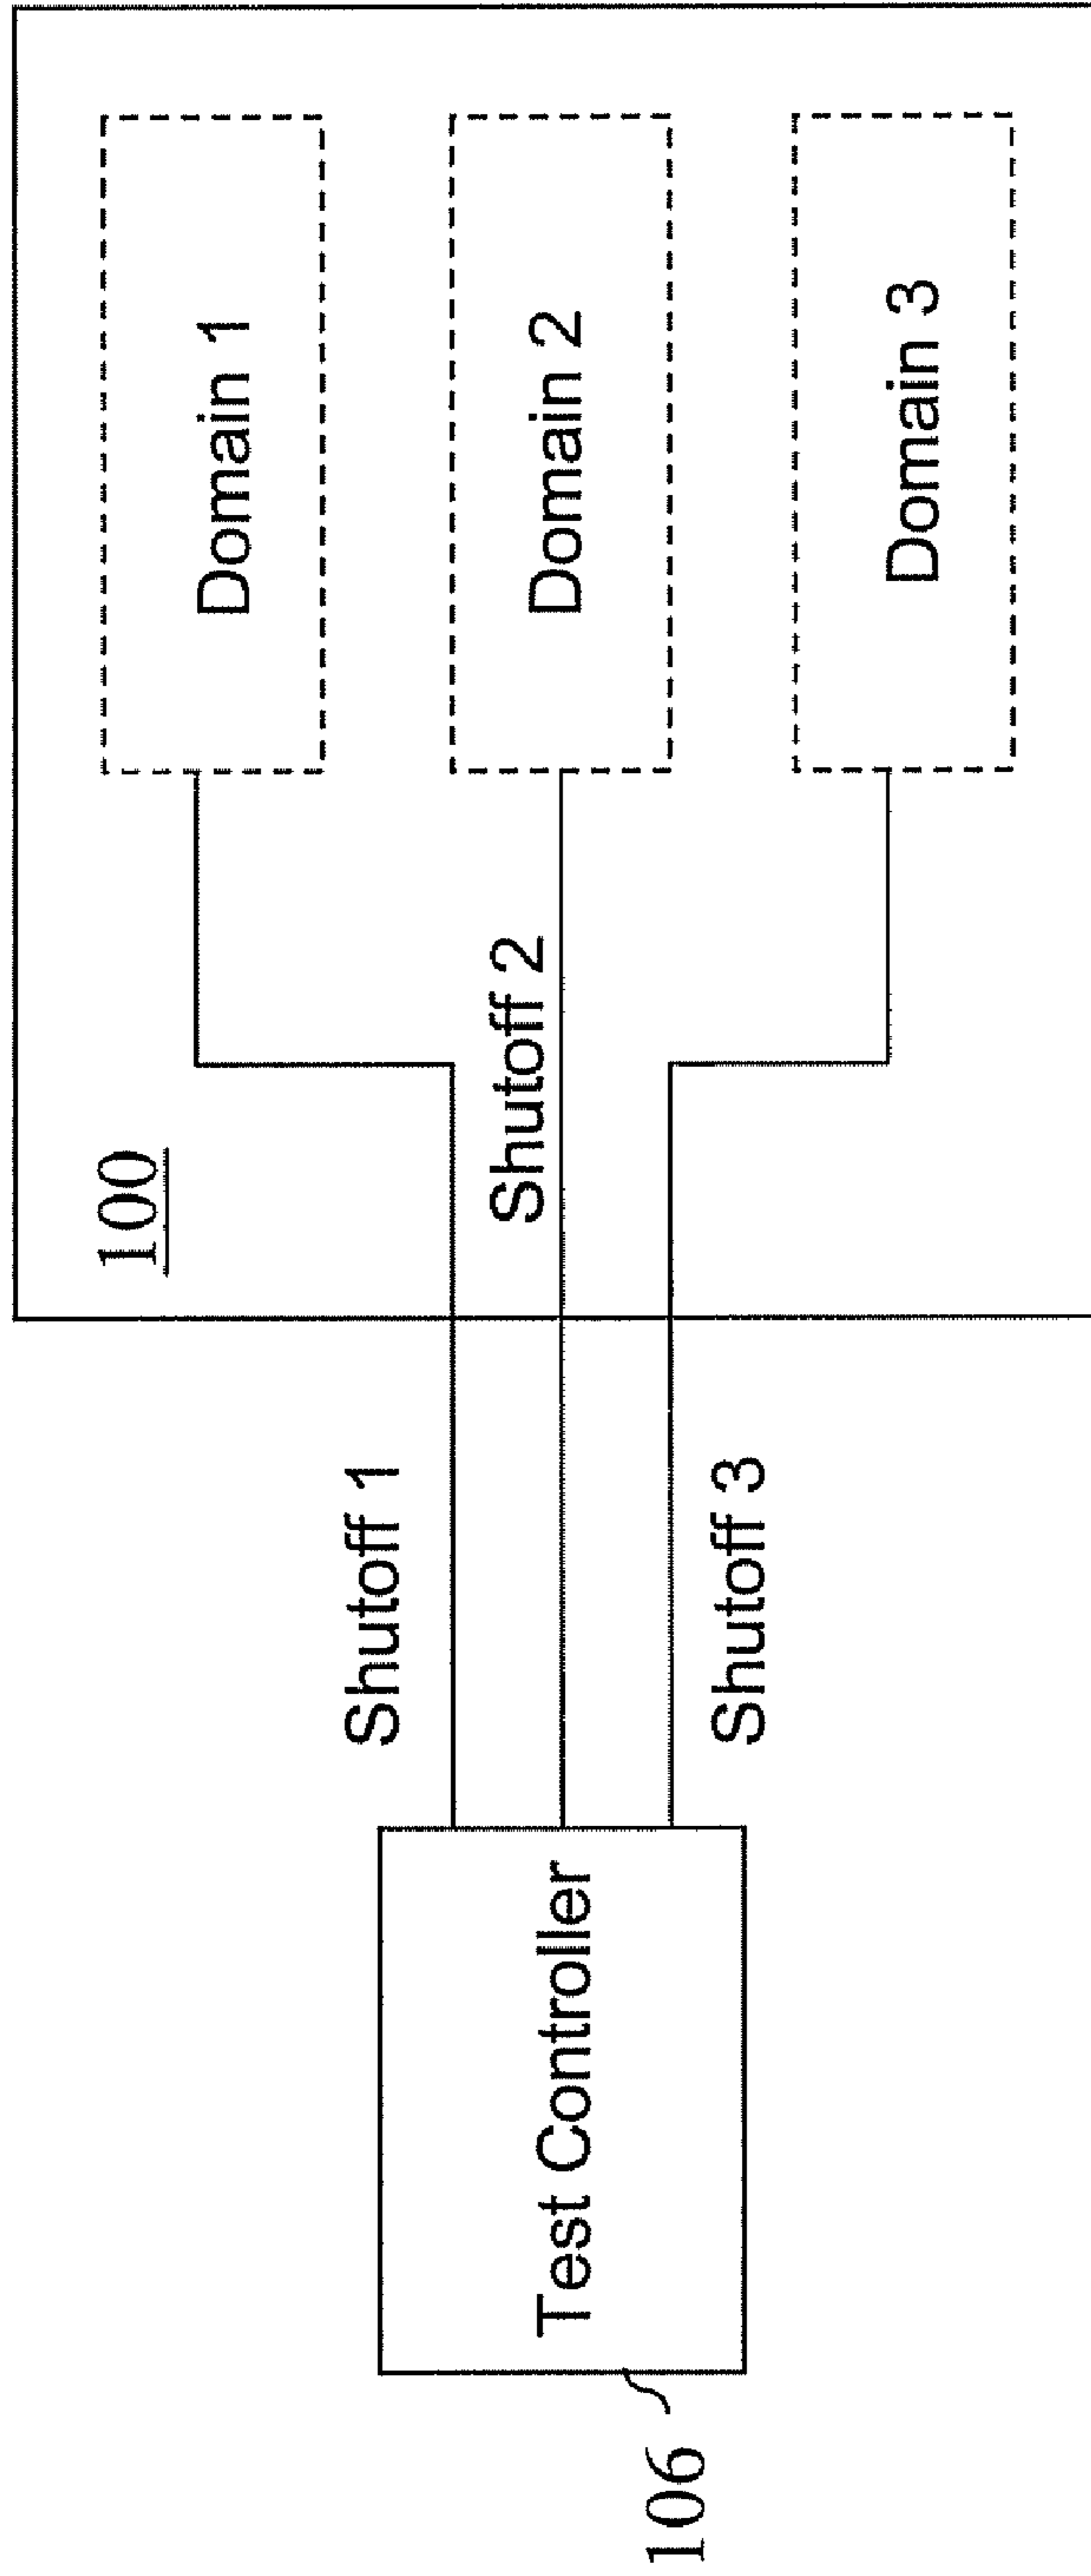 100
Domain 1
Shutoff 1
Shutoff 2
Domain 2
Test Controller
Shutoff 3
Domain 3
106